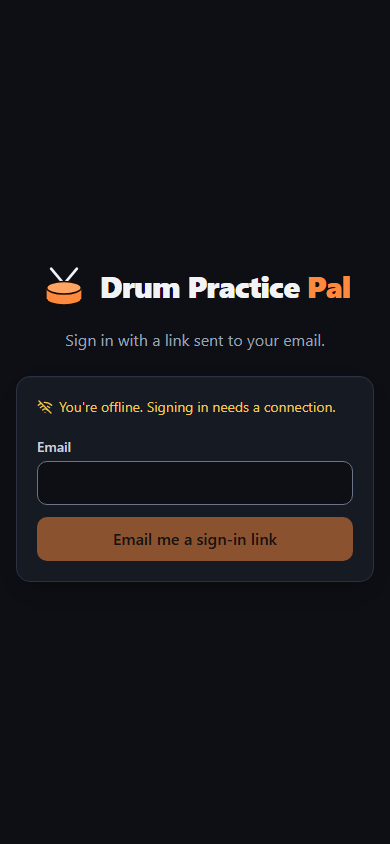 Drum Practice Pal
Sign in with a link sent to your email.
You're offline. Signing in needs a connection.
Email
Email me a sign-in link